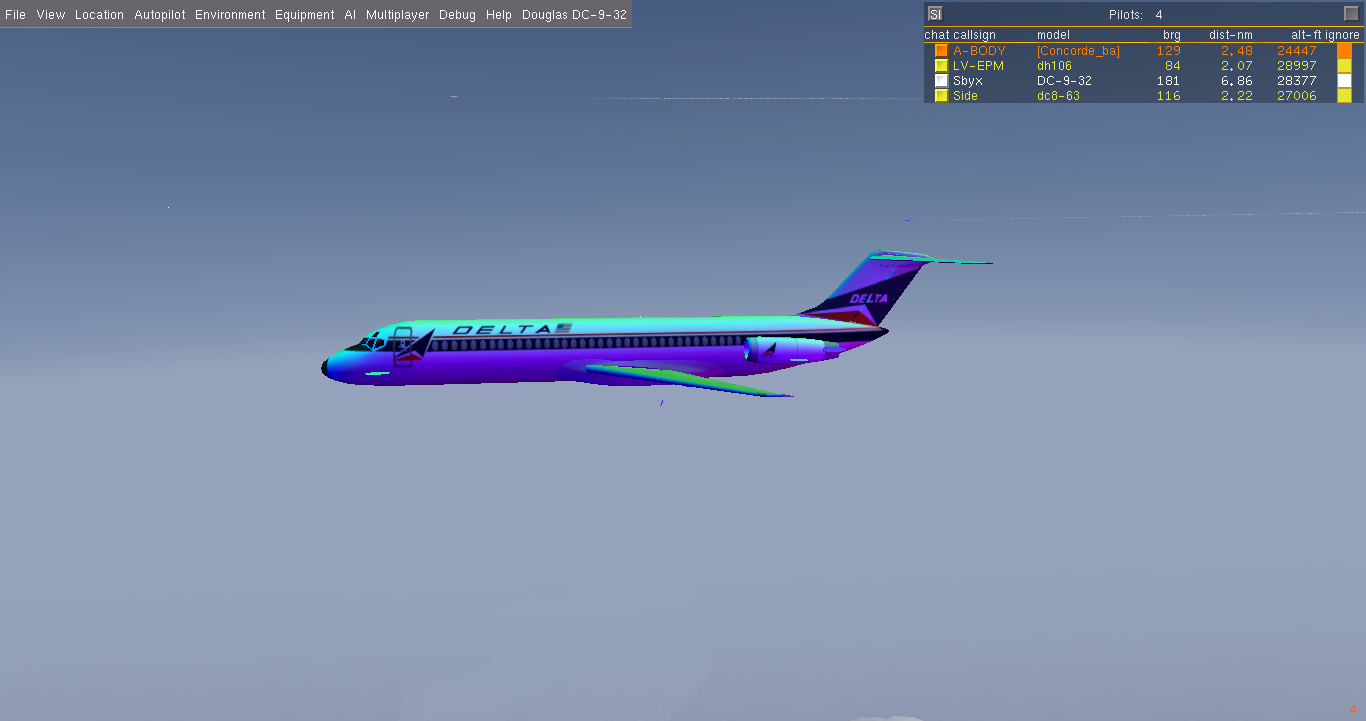 File View Location Autopilot Environment Equipment AI Multiplayer Debug Help Douglas DC-9-32
SI Pilots: 4
chat callsign model brg dist-nm alt-ft ignore
A-BODY [Concorde_ba] 129 2.48 24447
LV-EPM dh106 84 2.07 28997
Sbyx DC-9-32 181 6.86 28377
Side dc8-63 116 2.22 27006
DELTA
DELTA
4